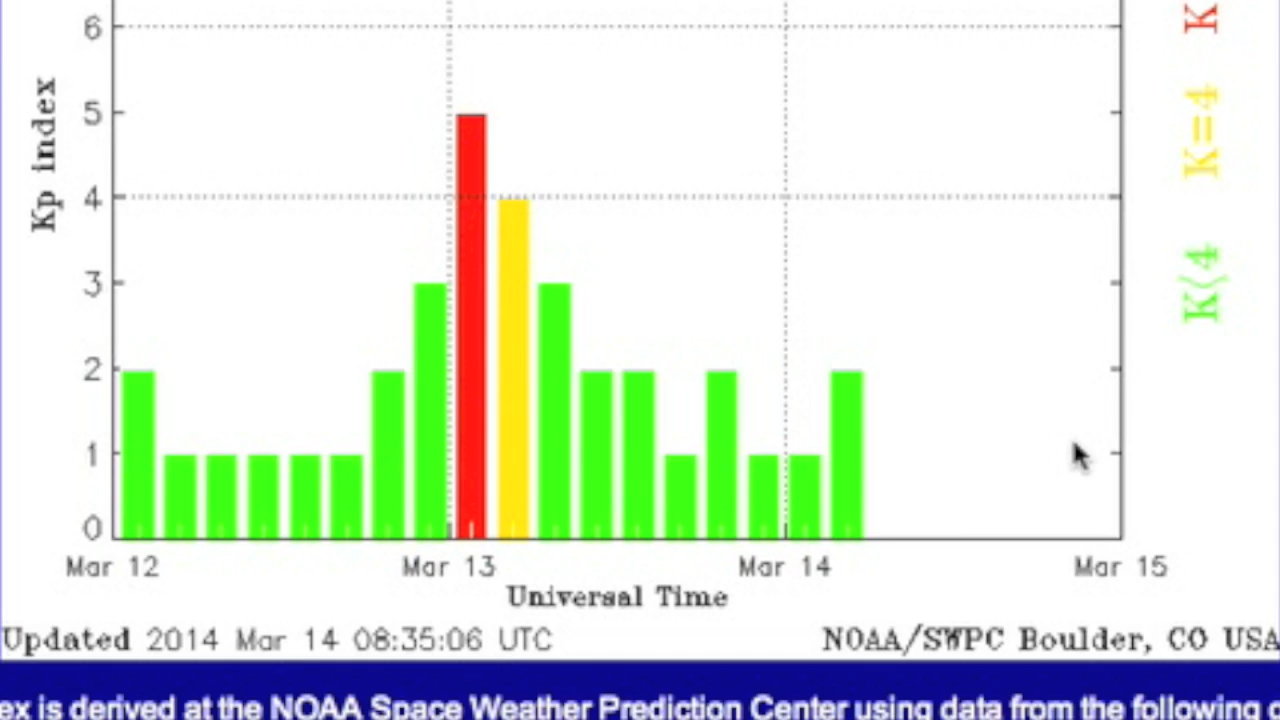 6
5
4
3
2
1
0
Kp index
K
K=4
K<4
Mar 12 Mar 13 Mar 14 Mar 15
Universal Time
Updated 2014 Mar 14 08:35:06 UTC NOAA/SWPC Boulder, CO USA
ex is derived at the NOAA Space Weather Prediction Center using data from the following